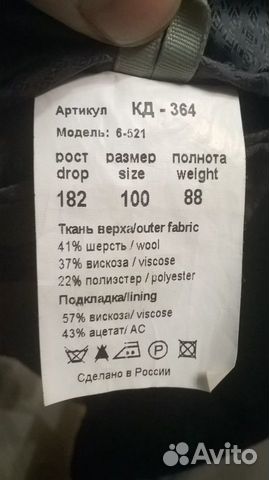 Артикул КД - 364
Модель: 6-521
рост размер полнота
drop size weight
182 100 88
Ткань верха/outer fabric
41% шерсть / wool
37% вискоза / viscose
22% полиэстер / polyester
Подкладка/lining
57% вискоза/ viscose
43% ацетат/ AC
P
Сделано в России
Avito